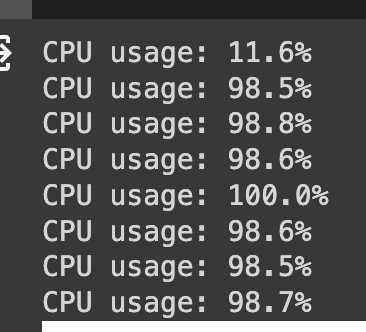 CPU usage: 11.6%
CPU usage: 98.5%
CPU usage: 98.8%
CPU usage: 98.6%
CPU usage: 100.0%
CPU usage: 98.6%
CPU usage: 98.5%
CPU usage: 98.7%